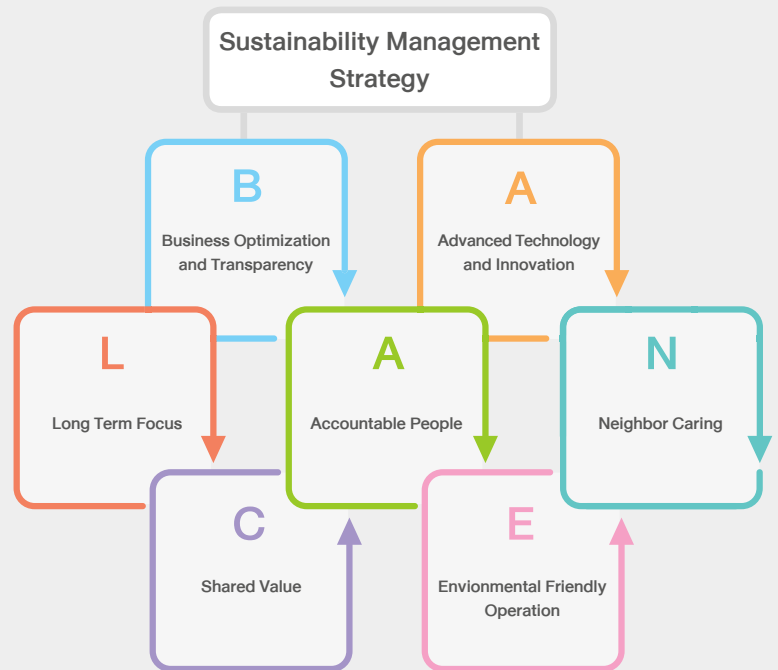 Sustainability Management
Strategy
B
Business Optimization
and Transparency
A
Advanced Technology
and Innovation
L
Long Term Focus
A
Accountable People
N
Neighbor Caring
C
Shared Value
E
Envionmental Friendly
Operation